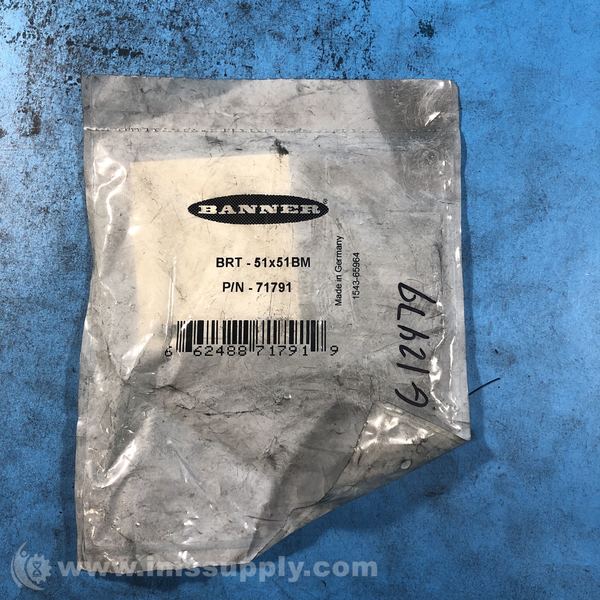 BANNER
BRT - 51x51BM
P/N - 71791
Made in Germany
1543-65964
6 62488 71791 9
G12479
www.imssupply.com